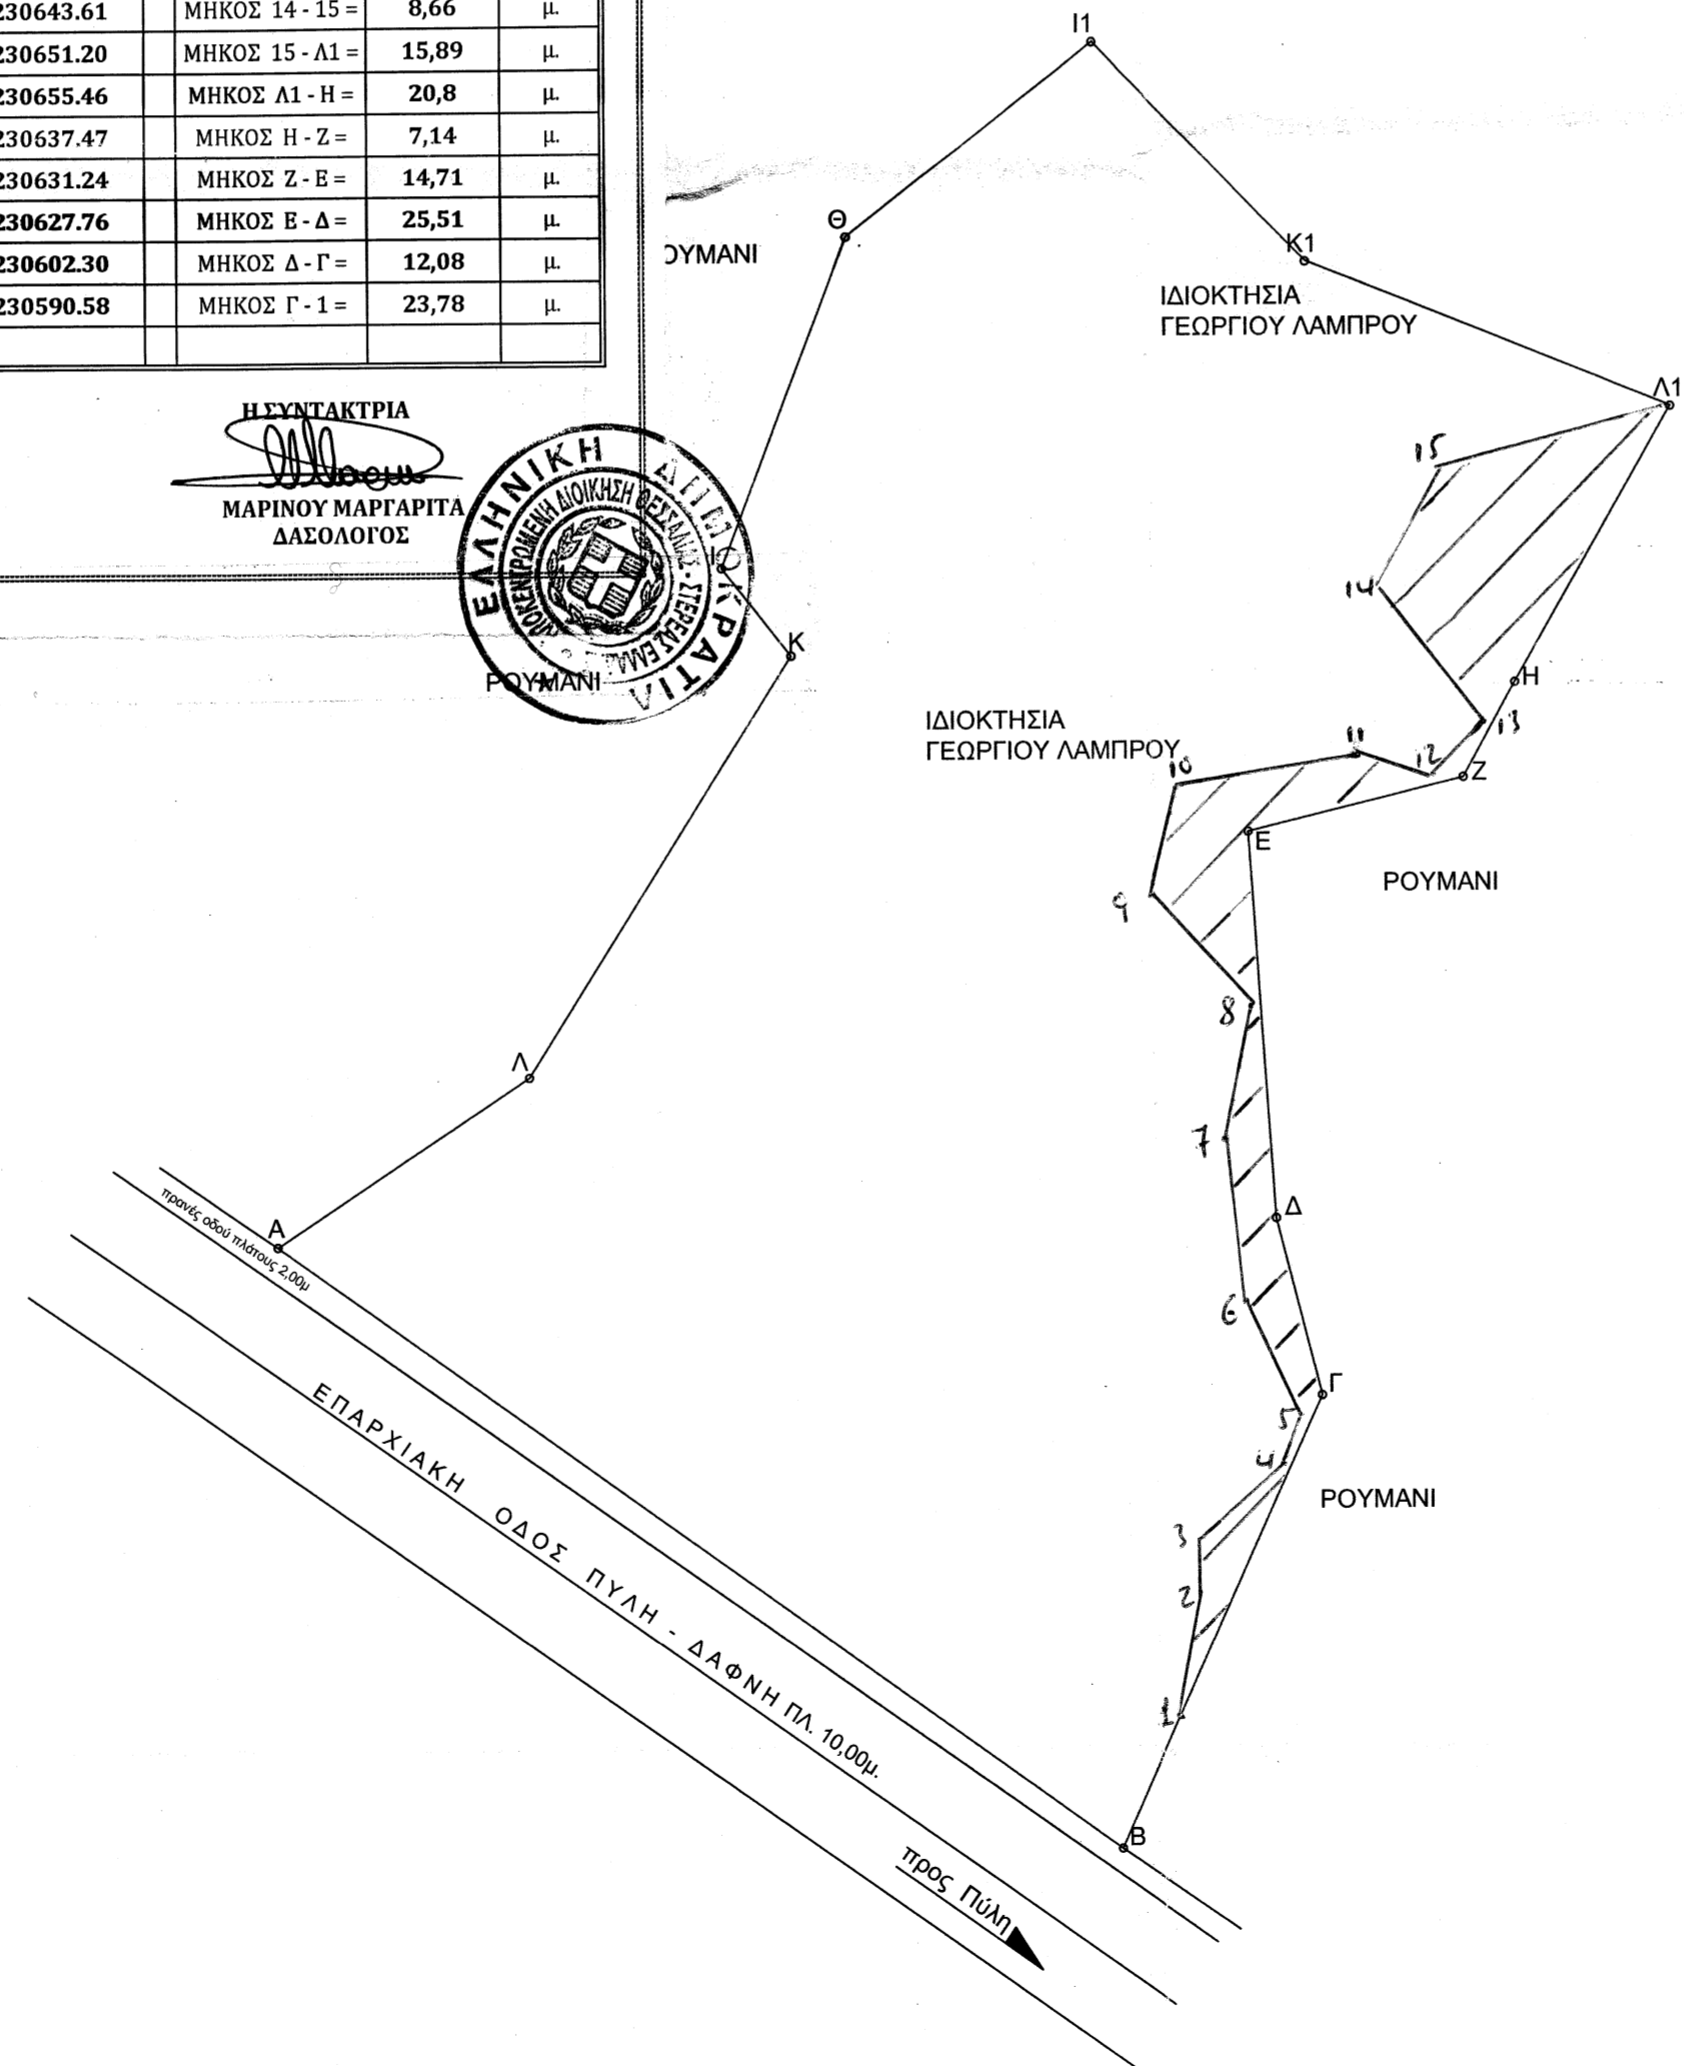 230643.61 ΜΗΚΟΣ 14 - 15 = 8,66 μ.
230651.20 ΜΗΚΟΣ 15 - Λ1 = 15,89 μ.
230655.46 ΜΗΚΟΣ Λ1 - Η = 20,8 μ.
230637.47 ΜΗΚΟΣ Η - Ζ = 7,14 μ.
230631.24 ΜΗΚΟΣ Ζ - Ε = 14,71 μ.
230627.76 ΜΗΚΟΣ Ε - Δ = 25,51 μ.
230602.30 ΜΗΚΟΣ Δ - Γ = 12,08 μ.
230590.58 ΜΗΚΟΣ Γ - 1 = 23,78 μ.
Η ΣΥΝΤΑΚΤΡΙΑ
ΜΑΡΙΝΟΥ ΜΑΡΓΑΡΙΤΑ
ΔΑΣΟΛΟΓΟΣ
ΕΛΛΗΝΙΚΗ ΔΗΜΟΚΡΑΤΙΑ
ΑΠΟΚΕΝΤΡΩΜΕΝΗ ΔΙΟΙΚΗΣΗ ΘΕΣΣΑΛΙΑΣ - ΣΤΕΡΕΑΣ ΕΛΛΑΔΑΣ
Ι1
Θ
ΟΥΜΑΝΙ
Κ1
ΙΔΙΟΚΤΗΣΙΑ
ΓΕΩΡΓΙΟΥ ΛΑΜΠΡΟΥ
Λ1
15
14
Ι
Κ
ΡΟΥΜΑΝΙ
Η
13
ΙΔΙΟΚΤΗΣΙΑ
ΓΕΩΡΓΙΟΥ ΛΑΜΠΡΟΥ
10
11
12
Ζ
Ε
ΡΟΥΜΑΝΙ
9
8
Λ
7
Δ
Α
πρανές οδού πλάτους 2,00μ
6
Γ
5
4
ΡΟΥΜΑΝΙ
3
2
1
ΕΠΑΡΧΙΑΚΗ ΟΔΟΣ ΠΥΛΗ - ΔΑΦΝΗ ΠΛ. 10,00μ.
Β
προς Πύλη